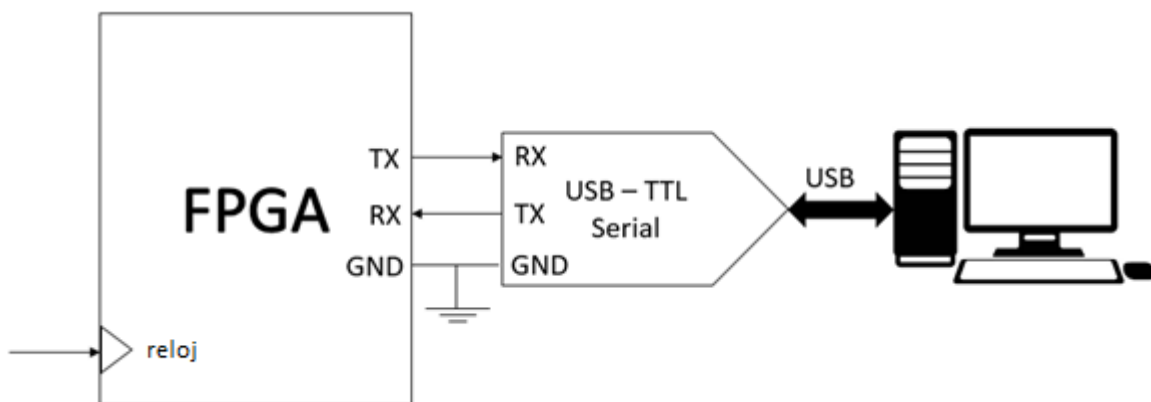 FPGA
TX
RX
GND
reloj
RX
TX
GND
USB – TTL
Serial
USB